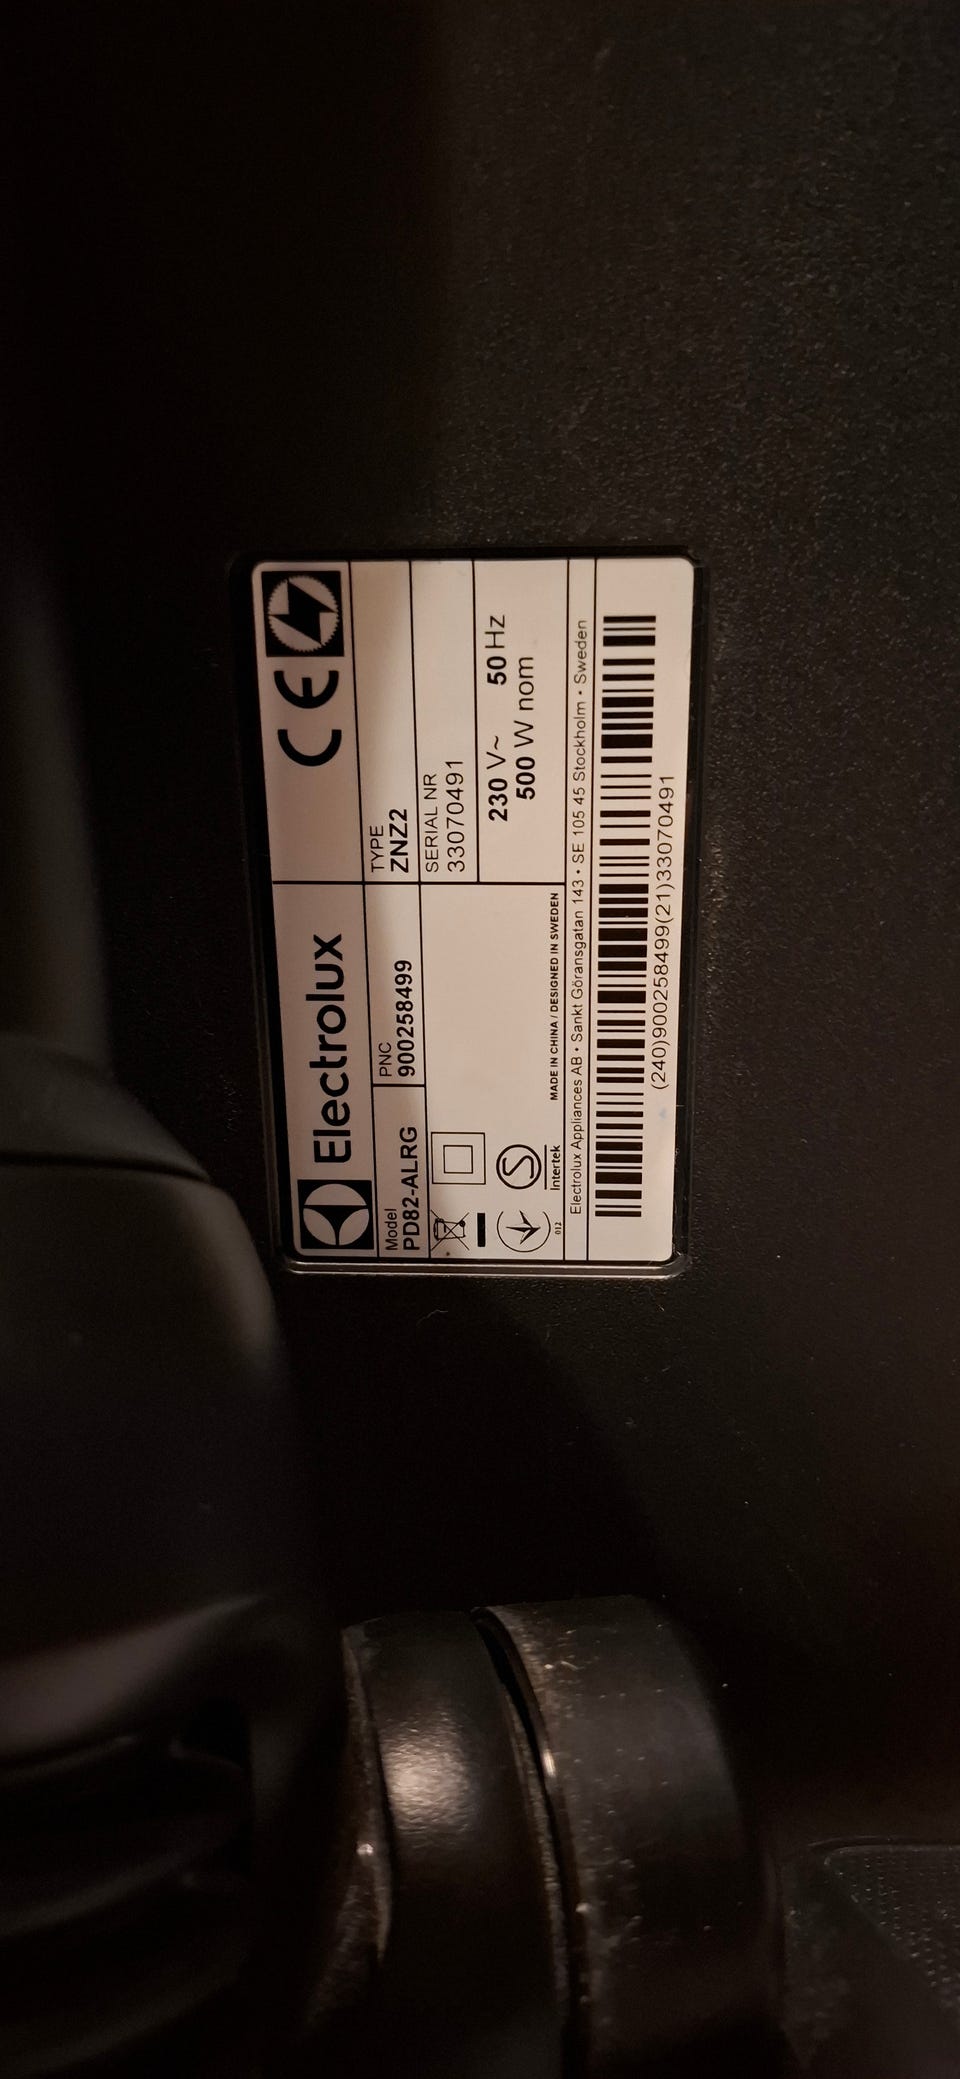 Electrolux
CE
Model
PD82-ALRG
PNC
900258499
TYPE
ZNZ2
SERIAL NR
33070491
230 V~ 50 Hz
500 W nom
012
Intertek
MADE IN CHINA / DESIGNED IN SWEDEN
Electrolux Appliances AB • Sankt Göransgatan 143 • SE 105 45 Stockholm • Sweden
(240)900258499(21)33070491